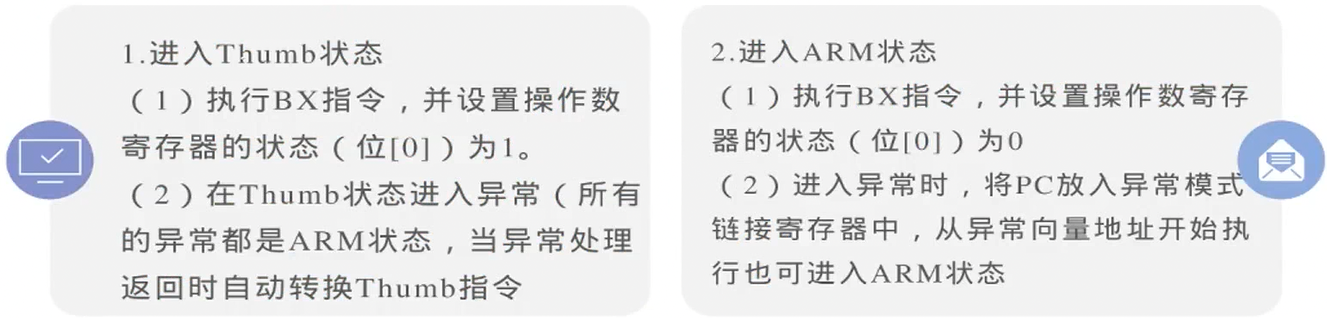 1.进入Thumb状态
（1）执行BX指令，并设置操作数
寄存器的状态（位[0]）为1。
（2）在Thumb状态进入异常（所有
的异常都是ARM状态，当异常处理
返回时自动转换Thumb指令
2.进入ARM状态
（1）执行BX指令，并设置操作数寄存
器的状态（位[0]）为0
（2）进入异常时，将PC放入异常模式
链接寄存器中，从异常向量地址开始执
行也可进入ARM状态